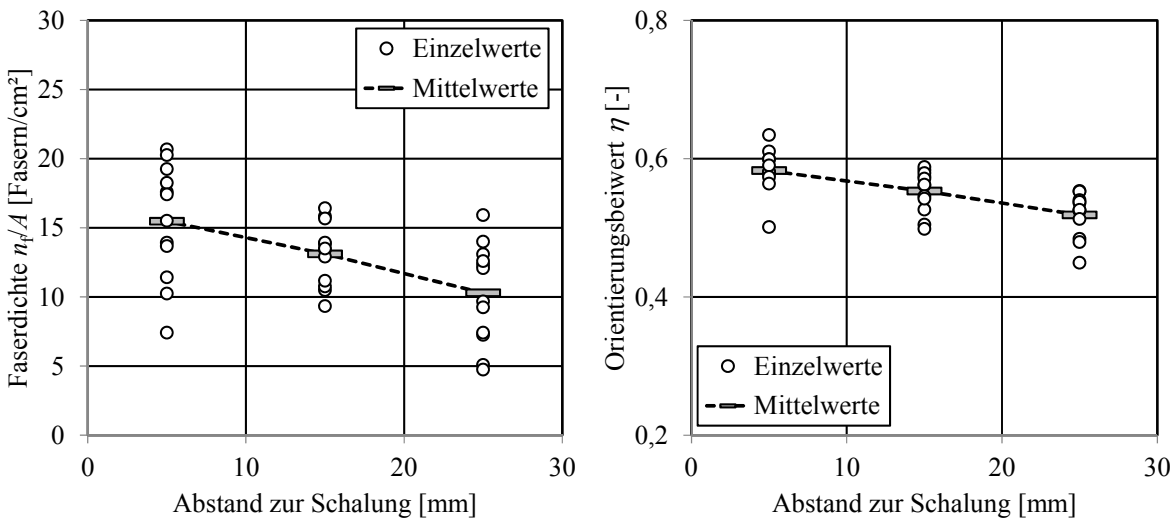 Faserdichte nf/A [Fasern/cm²]
30
25
20
15
10
5
0
Einzelwerte
Mittelwerte
0 10 20 30
Abstand zur Schalung [mm]
Orientierungsbeiwert η [-]
0,8
0,6
0,4
0,2
Einzelwerte
Mittelwerte
0 10 20 30
Abstand zur Schalung [mm]